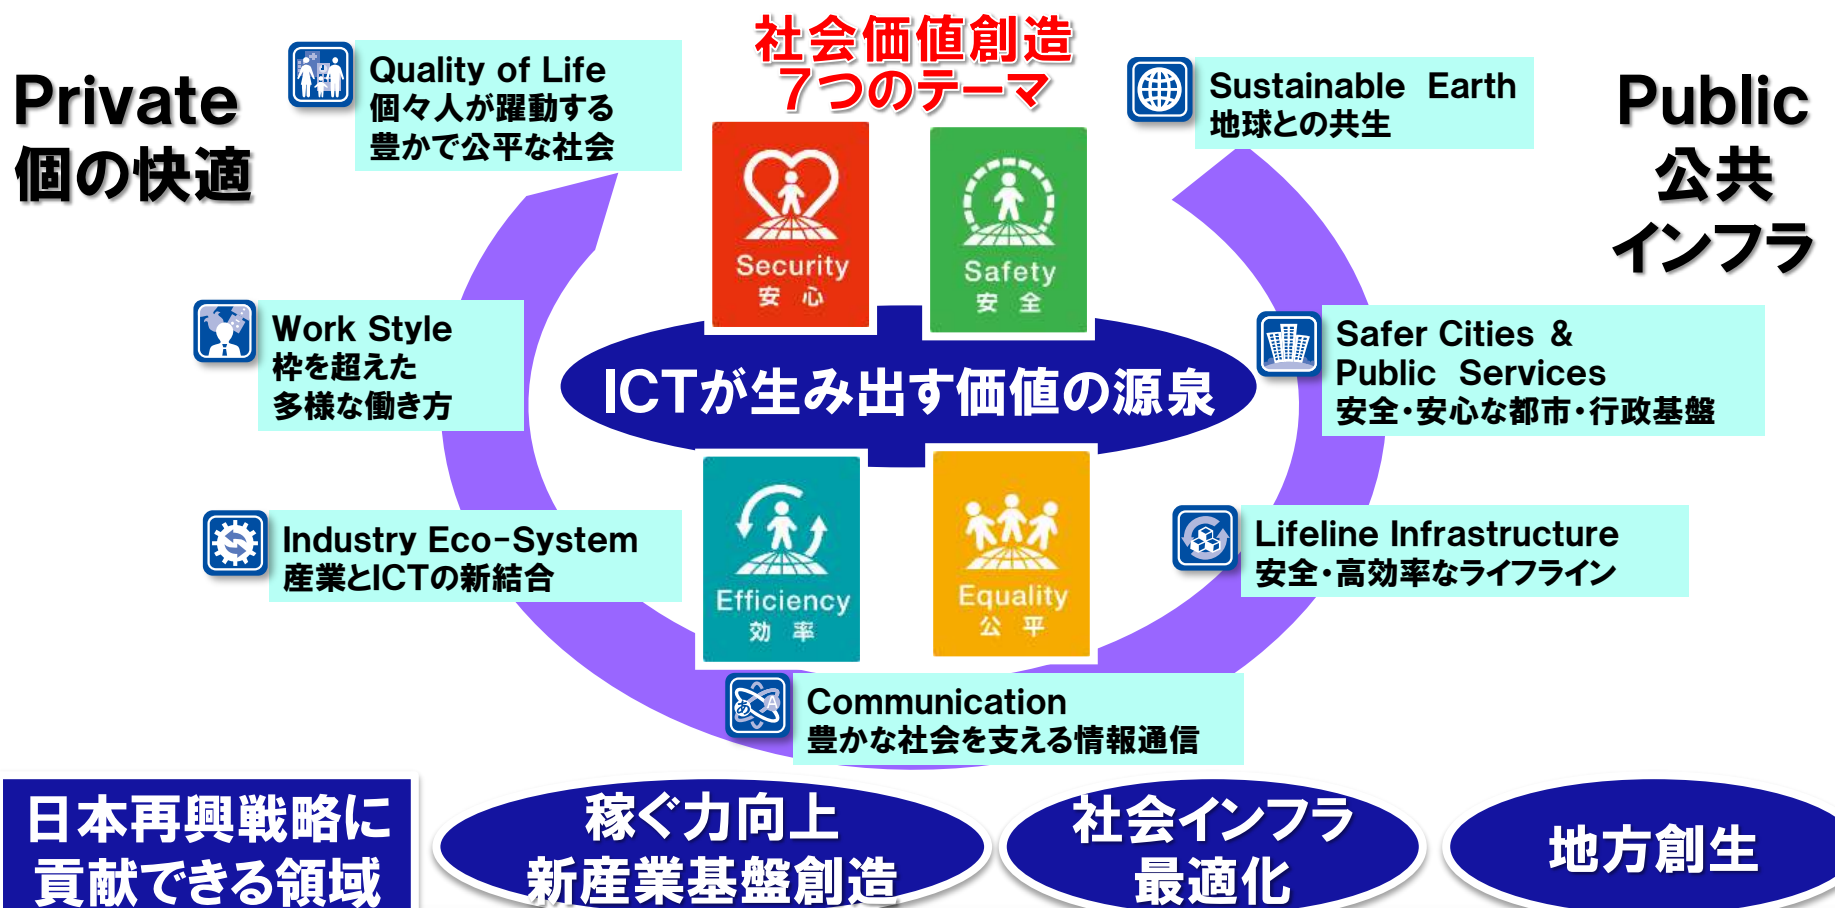 社会価値創造
７つのテーマ
Private
個の快適
Quality of Life
個々人が躍動する
豊かで公平な社会
Sustainable Earth
地球との共生
Public
公共
インフラ
Security
安心
Safety
安全
Work Style
枠を超えた
多様な働き方
ICTが生み出す価値の源泉
Safer Cities &
Public Services
安全・安心な都市・行政基盤
Industry Eco-System
産業とICTの新結合
Efficiency
効率
Equality
公平
Lifeline Infrastructure
安全・高効率なライフライン
あ A
Communication
豊かな社会を支える情報通信
日本再興戦略に
貢献できる領域
稼ぐ力向上
新産業基盤創造
社会インフラ
最適化
地方創生